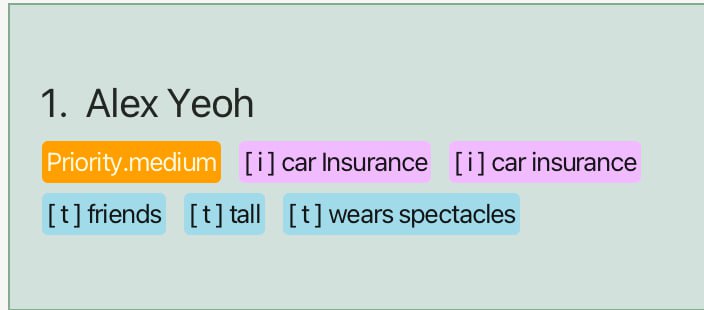 1. Alex Yeoh
Priority.medium [ i ] car Insurance [ i ] car insurance
[ t ] friends [ t ] tall [ t ] wears spectacles